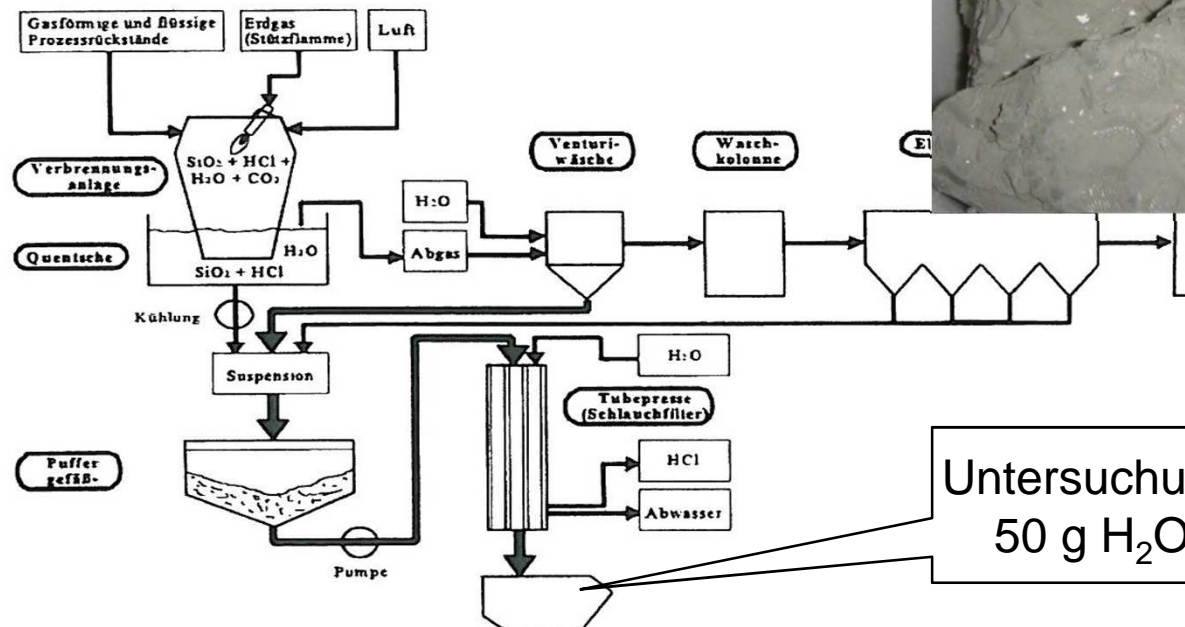 Gasförmige und flüssige
Prozessrückstände
Erdgas
(Stützflamme)
Luft
SiO₂ + HCl +
H₂O + CO₂
Verbrennungs-
anlage
Venturi-
wäsche
Wasch-
kolonne
El
H₂O
Abgas
Quentsche
H₂O
SiO₂ + HCl
Kühlung
Suspension
H₂O
Tubepresse
(Schlauchfilter)
Puffer
gefäß-
HCl
Abwasser
Pumpe
Untersuchu
50 g H₂O